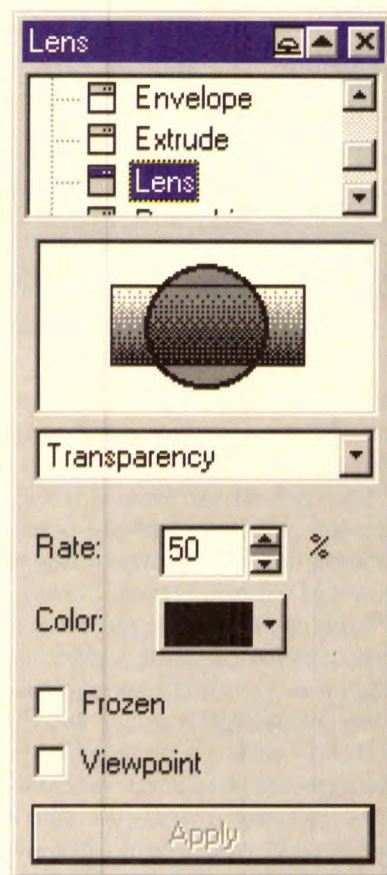 Lens
Envelope
Extrude
Lens
Transparency
Rate: 50 %
Color:
Frozen
Viewpoint
Apply